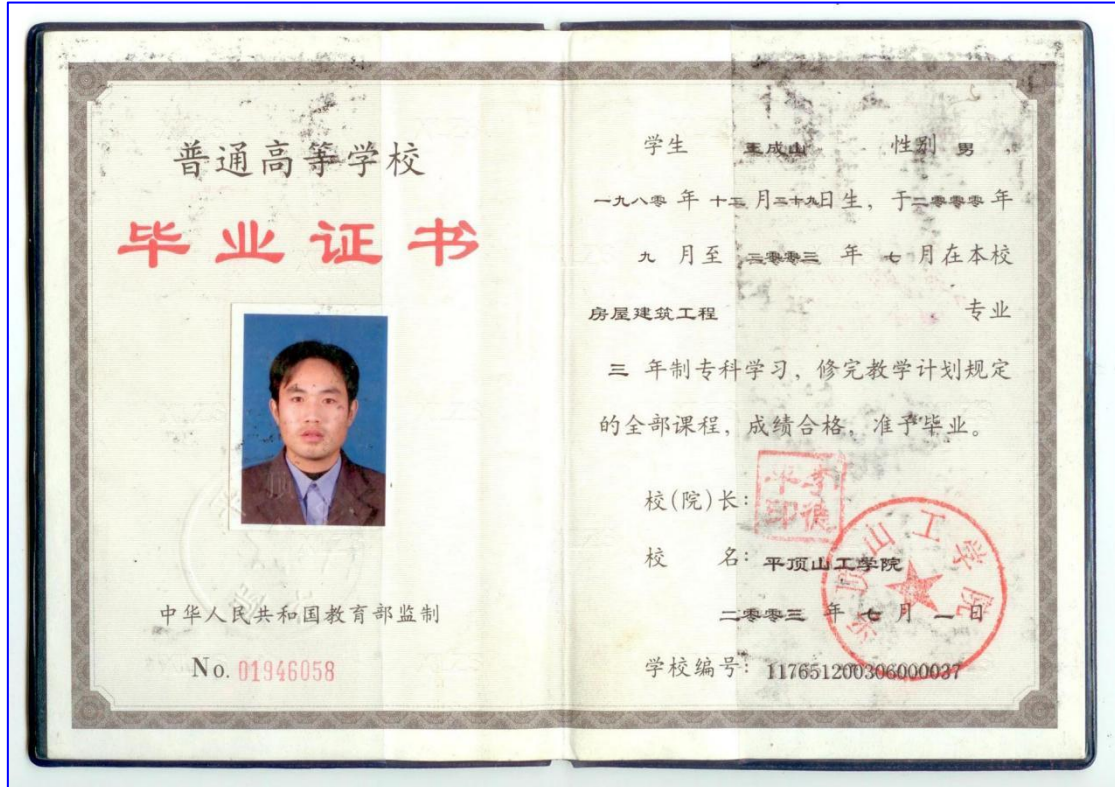 普通高等学校
毕业证书
中华人民共和国教育部监制
No. 01946058
学生 王成山 性别 男 ,
一九八零 年 十二 月二十九日生, 于二零零零年
九 月至 二零零三 年 七 月在本校
房屋建筑工程 专业
三 年制专科学习, 修完教学计划规定
的全部课程, 成绩合格, 准予毕业。
校(院)长:
校 名: 平顶山工学院
二零零三 年 七 月 一 日
学校编号: 117651200306000037
平顶山工学院